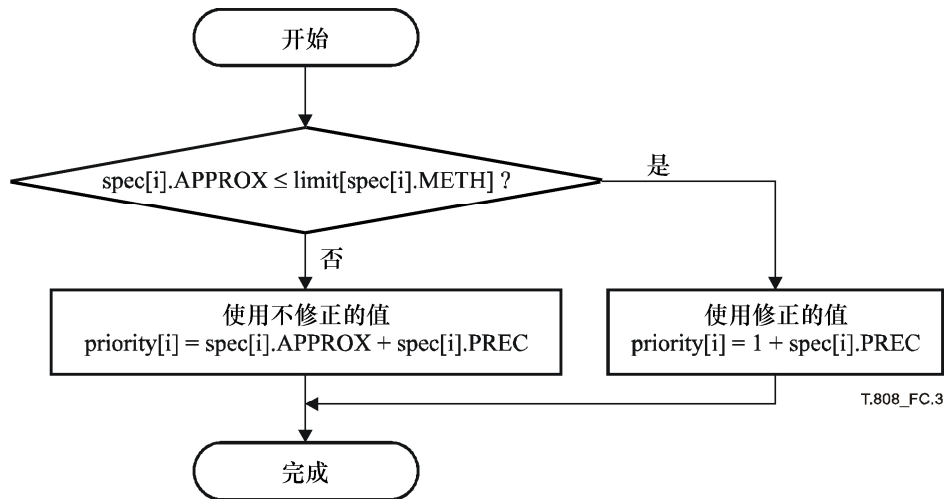 开始
spec[i].APPROX ≤ limit[spec[i].METH] ?
是
否
使用不修正的值
priority[i] = spec[i].APPROX + spec[i].PREC
使用修正的值
priority[i] = 1 + spec[i].PREC
T.808_FC.3
完成